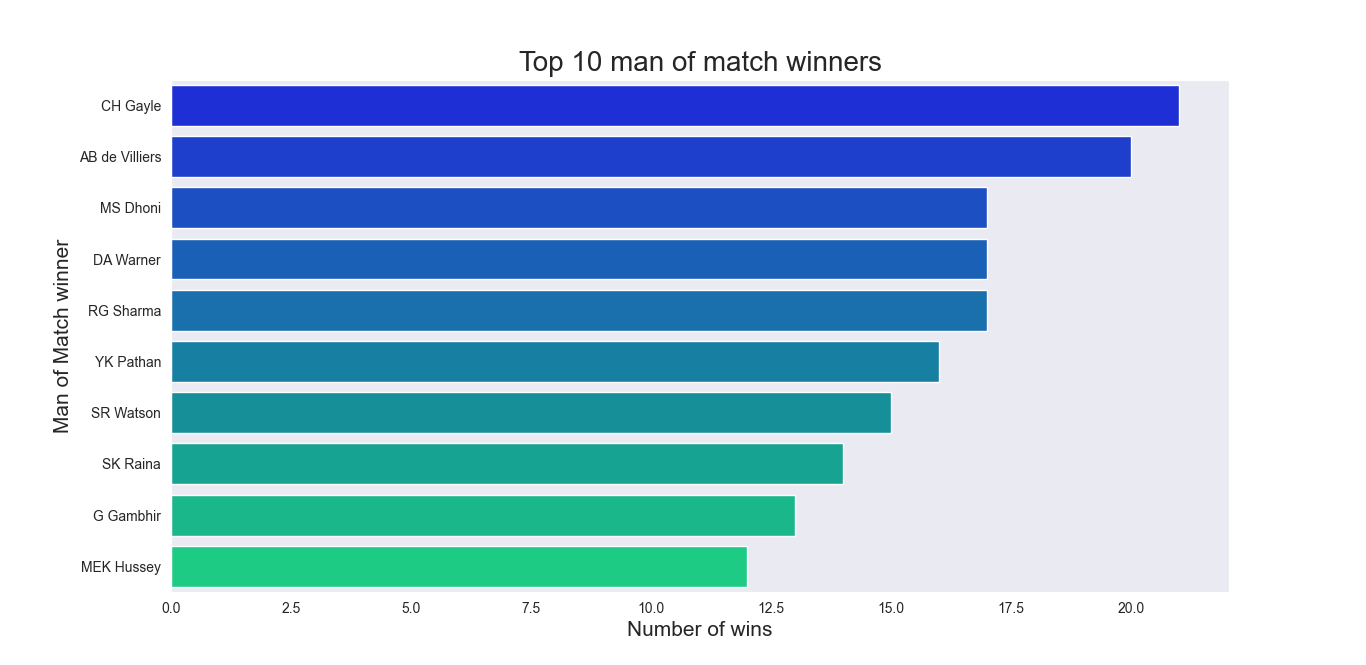 Top 10 man of match winners
Man of Match winner
CH Gayle
AB de Villiers
MS Dhoni
DA Warner
RG Sharma
YK Pathan
SR Watson
SK Raina
G Gambhir
MEK Hussey
0.0 2.5 5.0 7.5 10.0 12.5 15.0 17.5 20.0
Number of wins